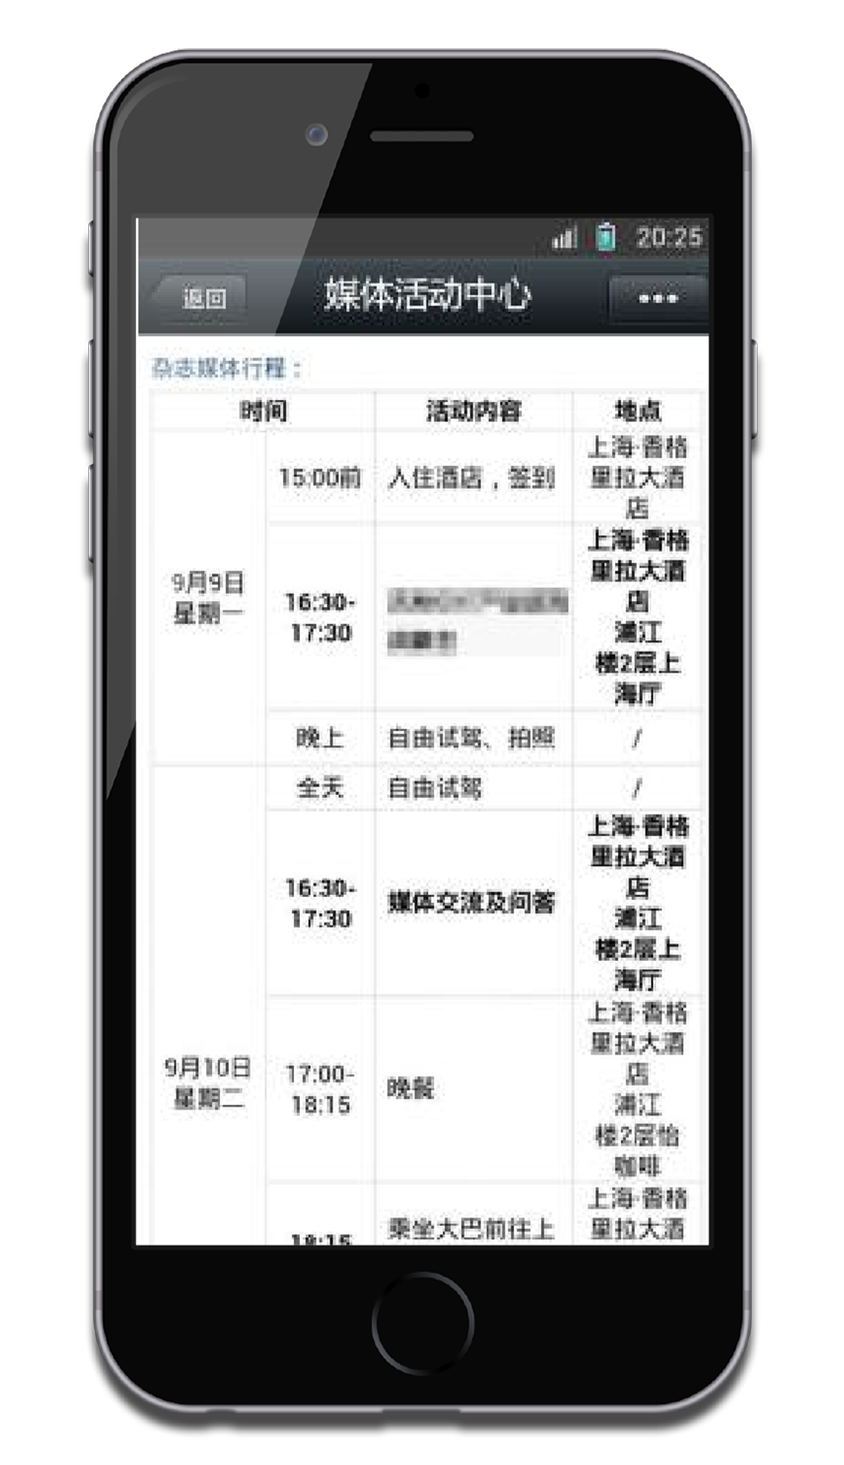 20:25
返回
媒体活动中心
杂志媒体行程：
时间 活动内容 地点
9月9日
星期一
15:00前
入住酒店，签到
上海·香格
里拉大酒
店
16:30-
17:30
上海·香格
里拉大酒
店
浦江
楼2层上
海厅
晚上
自由试驾、拍照
/
9月10日
星期二
全天
自由试驾
/
16:30-
17:30
媒体交流及问答
上海·香格
里拉大酒
店
浦江
楼2层上
海厅
17:00-
18:15
晚餐
上海·香格
里拉大酒
店
浦江
楼2层怡
咖啡
18:15
乘坐大巴前往上
上海·香格
里拉大酒